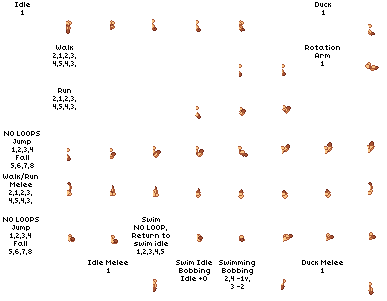 Idle
1
Duck
1
Walk
2,1,2,3,
4,5,4,3,
Rotation
Arm
1
Run
2,1,2,3,
4,5,4,3,
NO LOOPS
Jump
1,2,3,4
Fall
5,6,7,8
Walk/Run
Melee
2,1,2,3,
4,5,4,3,
NO LOOPS
Jump
1,2,3,4
Fall
5,6,7,8
Swim
NO LOOP,
Return to
swim idle
1,2,3,4,5
Idle Melee
1
Swim Idle
Bobbing
Idle +0
Swimming
Bobbing
2,4 -1v,
3 -2
Duck Melee
1